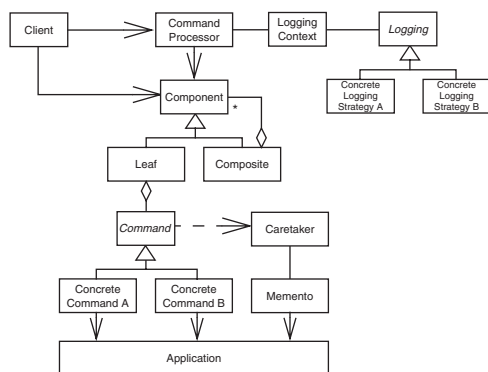 Client
Command
Processor
Logging
Context
Logging
Concrete
Logging
Strategy A
Concrete
Logging
Strategy B
Component
*
Leaf
Composite
Command
Caretaker
Concrete
Command A
Concrete
Command B
Memento
Application